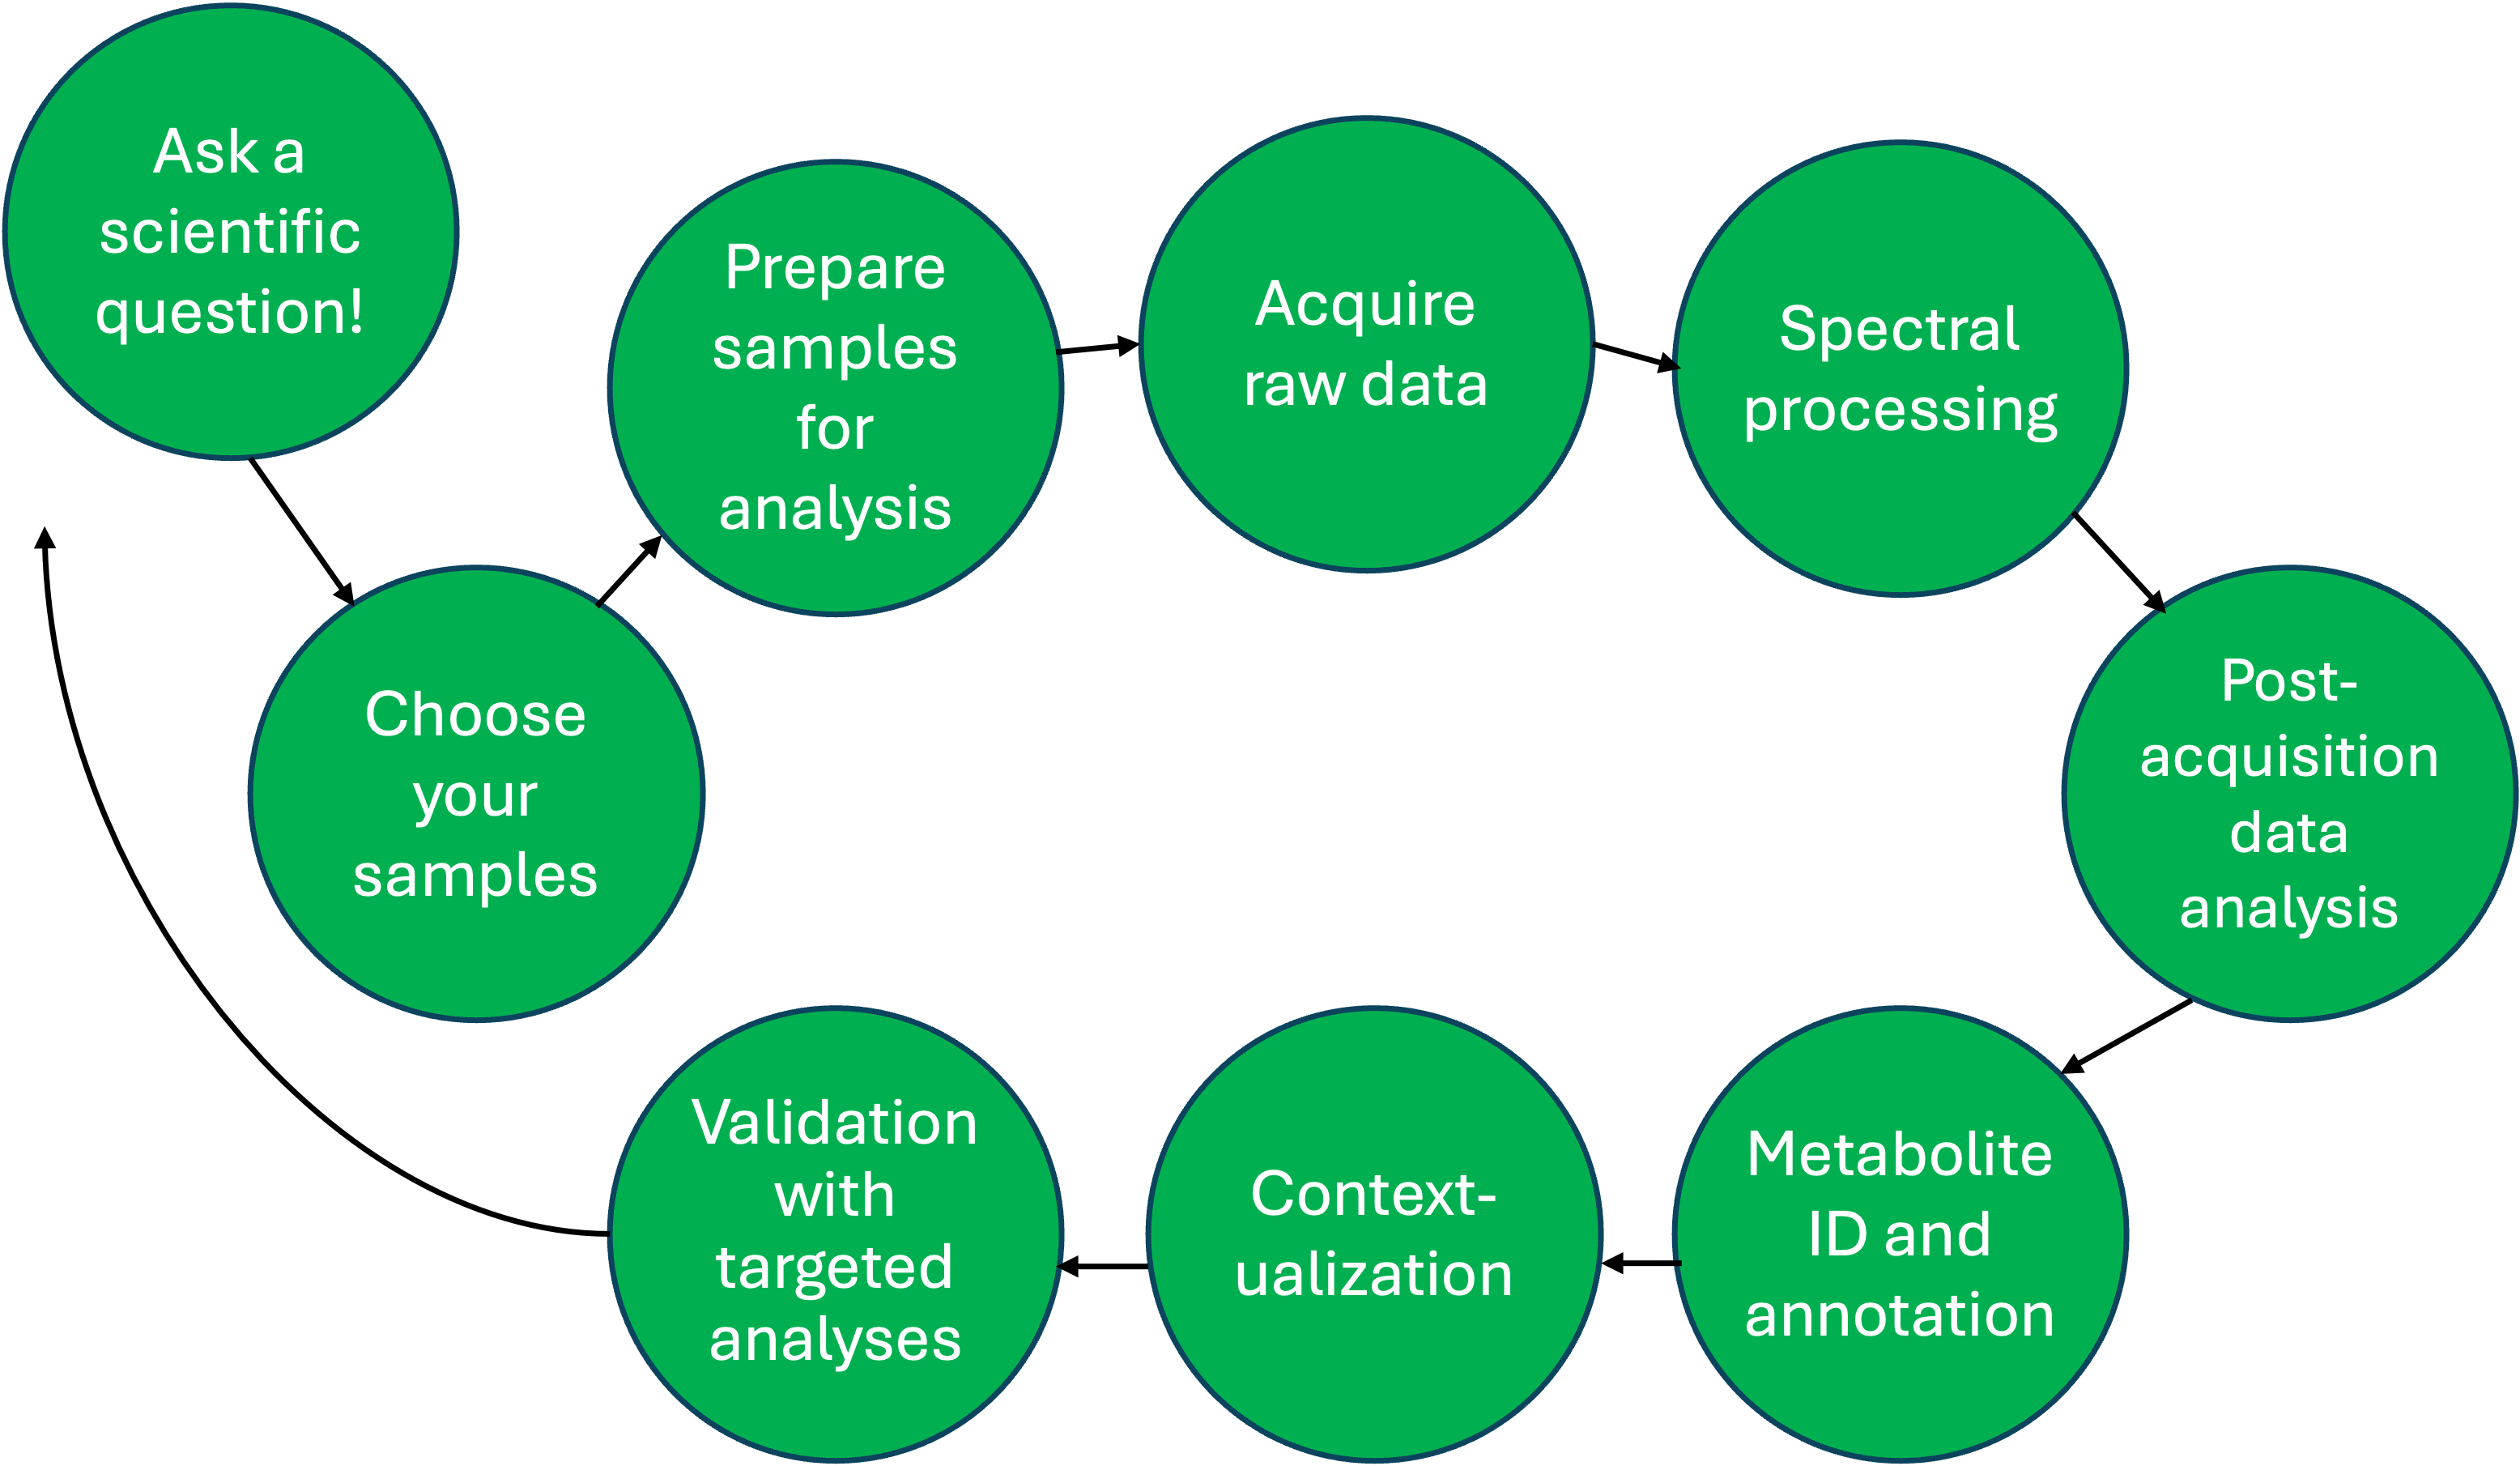 Ask a
scientific
question!
Choose
your
samples
Prepare
samples
for
analysis
Acquire
raw data
Spectral
processing
Post-
acquisition
data
analysis
Metabolite
ID and
annotation
Context-
ualization
Validation
with
targeted
analyses